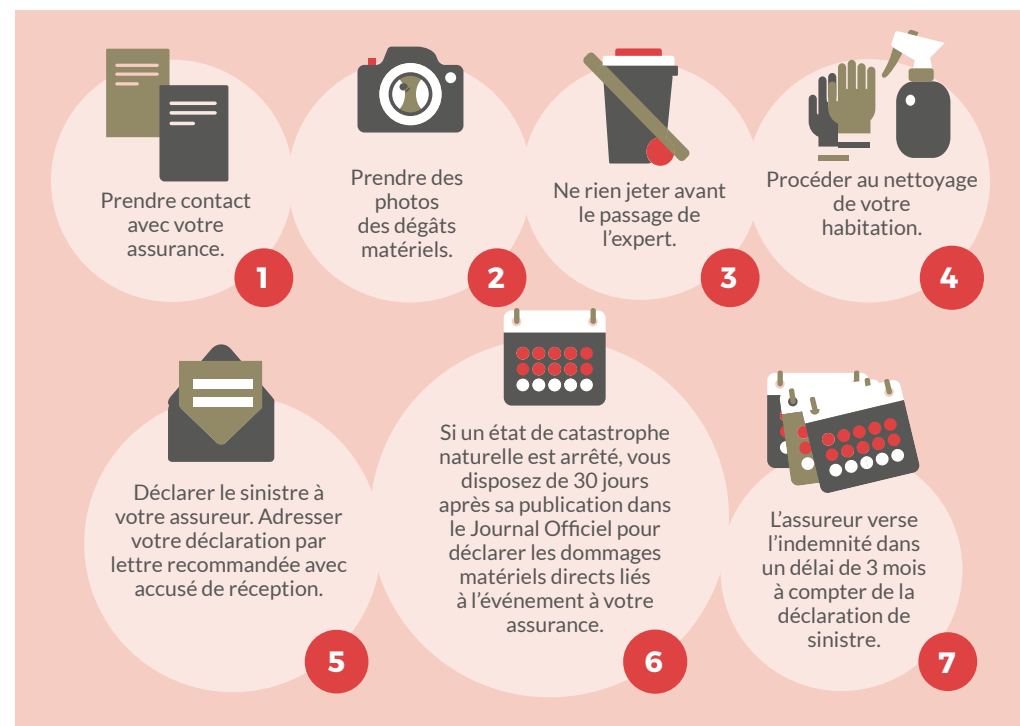 Prendre contact
avec votre
assurance.
1
Prendre des
photos
des dégâts
matériels.
2
Ne rien jeter avant
le passage de
l'expert.
3
Procéder au nettoyage
de votre
habitation.
4
Déclarer le sinistre à
votre assureur. Adresser
votre déclaration par
lettre recommandée avec
accusé de réception.
5
Si un état de catastrophe
naturelle est arrêté, vous
disposez de 30 jours
après sa publication dans
le Journal Officiel pour
déclarer les dommages
matériels directs liés
à l'événement à votre
assurance.
6
L'assureur verse
l'indemnité dans
un délai de 3 mois
à compter de la
déclaration de
sinistre.
7